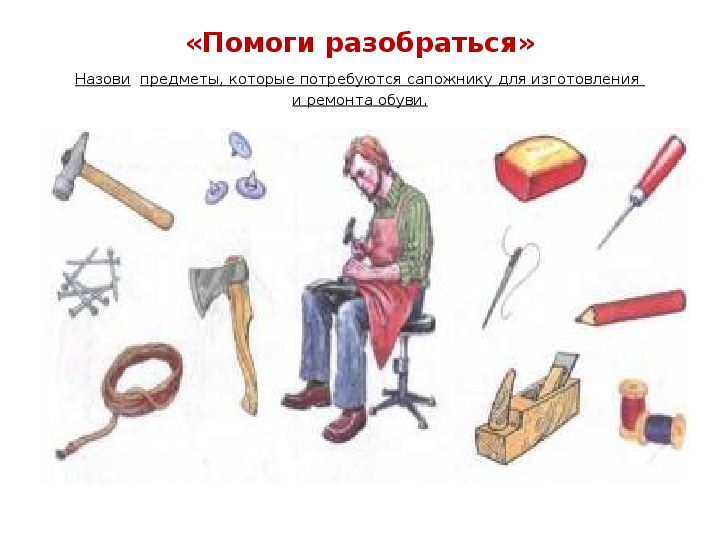 «Помоги разобраться»
Назови предметы, которые потребуются сапожнику для изготовления
и ремонта обуви.